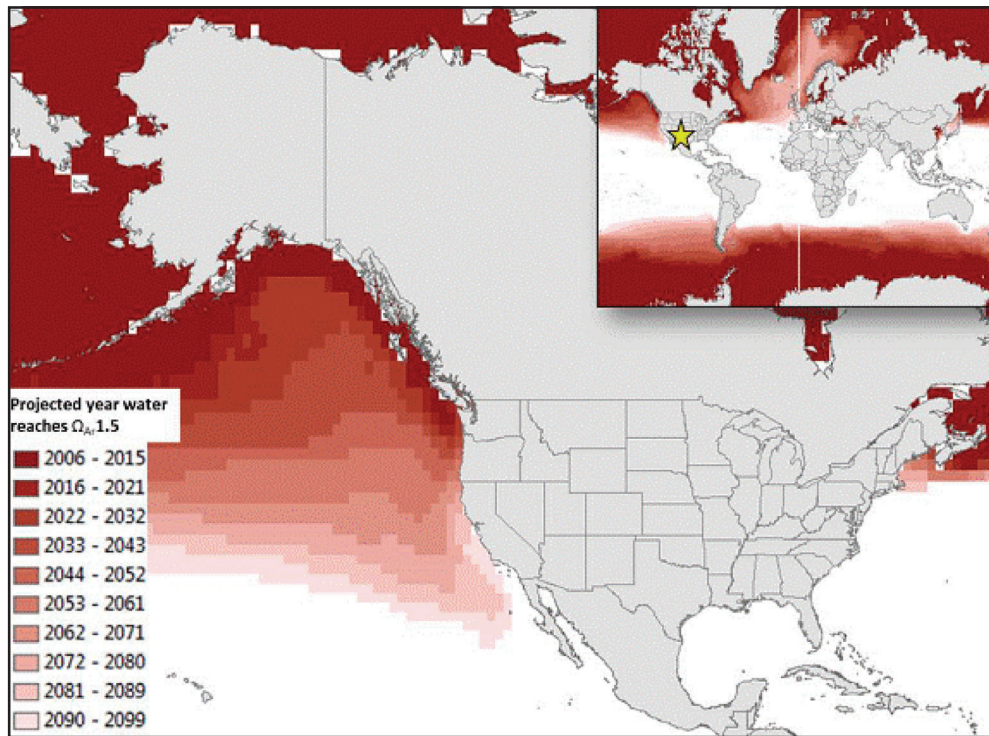 Projected year water
reaches Ω Ar 1.5
2006 - 2015
2016 - 2021
2022 - 2032
2033 - 2043
2044 - 2052
2053 - 2061
2062 - 2071
2072 - 2080
2081 - 2089
2090 - 2099